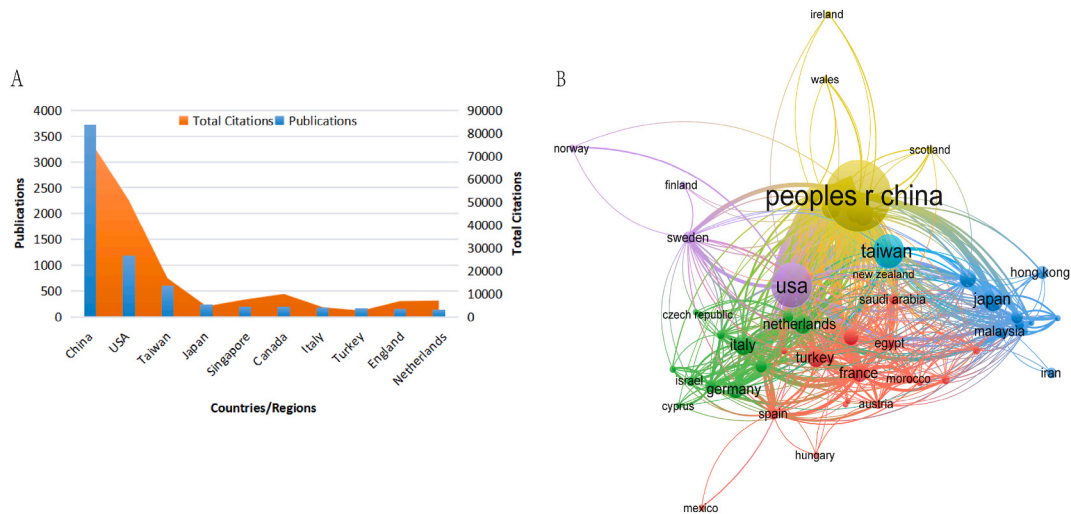 A
Total Citations
Publications
4000
3500
3000
2500
2000
1500
1000
500
0
Publications
90000
80000
70000
60000
50000
40000
30000
20000
10000
0
Total Citations
China
USA
Taiwan
Japan
Singapore
Canada
Italy
Turkey
England
Netherlands
Countries/Regions
B
ireland
wales
norway
scotland
finland
peoples r china
sweden
taiwan
new zealand
hong kong
usa
saudi arabia
japan
czech republic
netherlands
malaysia
italy
egypt
turkey
france
iran
israel
germany
morocco
cyprus
austria
spain
hungary
mexico